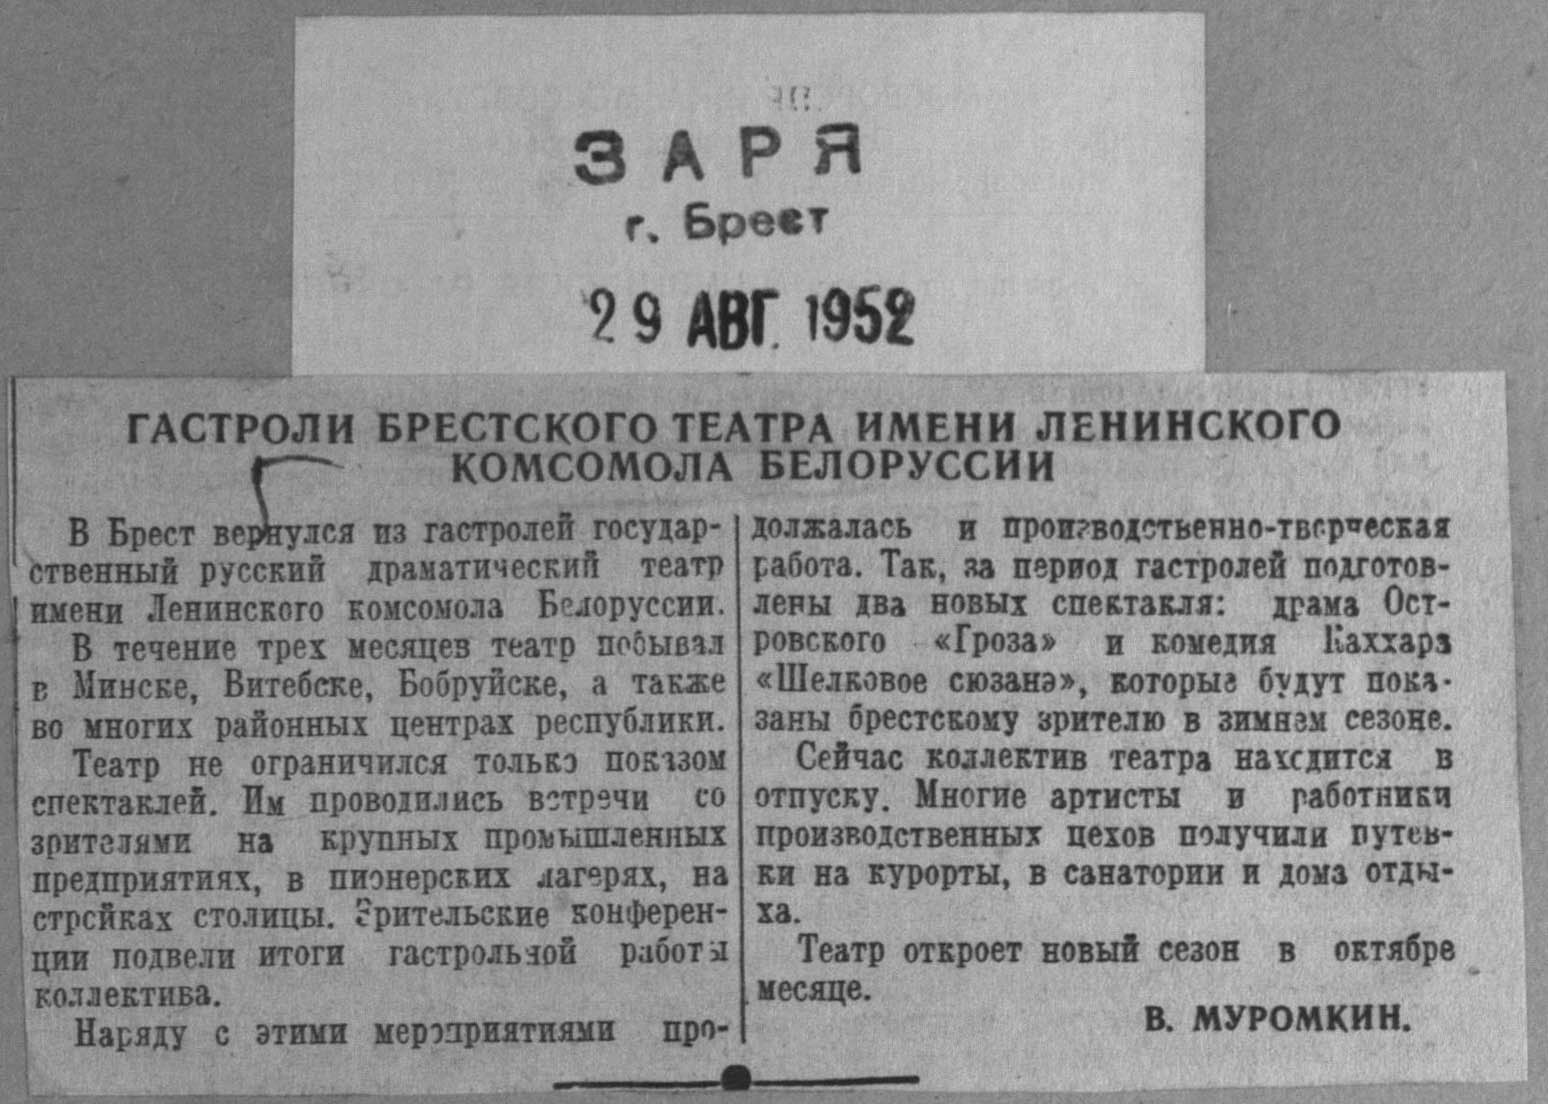 ЗАРЯ
г. Брест
29 АВГ. 1952
ГАСТРОЛИ БРЕСТСКОГО ТЕАТРА ИМЕНИ ЛЕНИНСКОГО
КОМСОМОЛА БЕЛОРУССИИ
В Брест вернулся из гастролей государ-
ственный русский драматический театр
имени Ленинского комсомола Белоруссии.
В течение трех месяцев театр побывал
в Минске, Витебске, Бобруйске, а также
во многих районных центрах республики.
Театр не ограничился только показом
спектаклей. Им проводились встречи со
зрителями на крупных промышленных
предприятиях, в пионерских лагерях, на
стройках столицы. Зрительские конферен-
ции подвели итоги гастрольной работы
коллектива.
Наряду с этими мероприятиями про-
должалась и производственно-творческая
работа. Так, за период гастролей подготов-
лены два новых спектакля: драма Ост-
ровского «Гроза» и комедия Каххара
«Шелковое сюзанэ», которые будут пока-
заны брестскому зрителю в зимнем сезоне.
Сейчас коллектив театра находится в
отпуску. Многие артисты и работники
производственных цехов получили путев-
ки на курорты, в санатории и дома отды-
ха.
Театр откроет новый сезон в октябре
месяце.
В. МУРОМКИН.